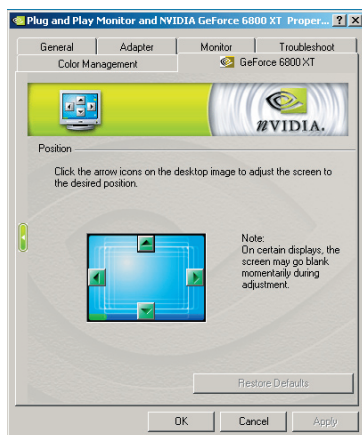 Plug and Play Monitor and NVIDIA GeForce 6800 XT Proper...
General
Adapter
Monitor
Troubleshoot
Color Management
GeForce 6800 XT
nVIDIA.
Position
Click the arrow icons on the desktop image to adjust the screen to
the desired position.
Note:
On certain displays, the
screen may go blank
momentarily during
adjustment.
Restore Defaults
OK
Cancel
Apply